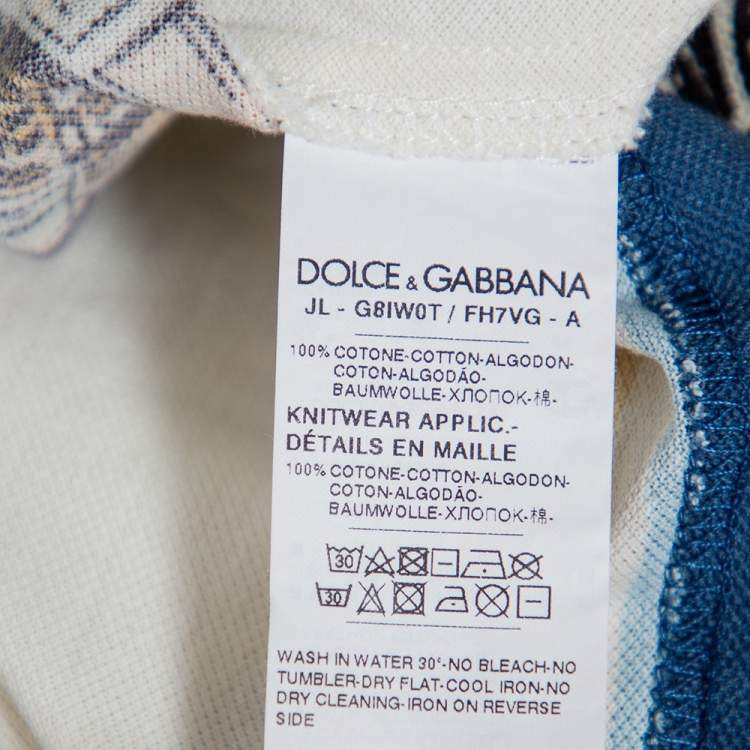 DOLCE & GABBANA
JL - G8IW0T / FH7VG - A
100% COTONE-COTTON-ALGODON-
COTON-ALGODÃO-
BAUMWOLLE-ХЛОПОК-棉-
KNITWEAR APPLIC.-
DÉTAILS EN MAILLE
100% COTONE-COTTON-ALGODON-
COTON-ALGODÃO-
BAUMWOLLE-ХЛОПОК-棉-
30
30
WASH IN WATER 30°-NO BLEACH-NO
TUMBLER-DRY FLAT-COOL IRON-NO
DRY CLEANING-IRON ON REVERSE
SIDE